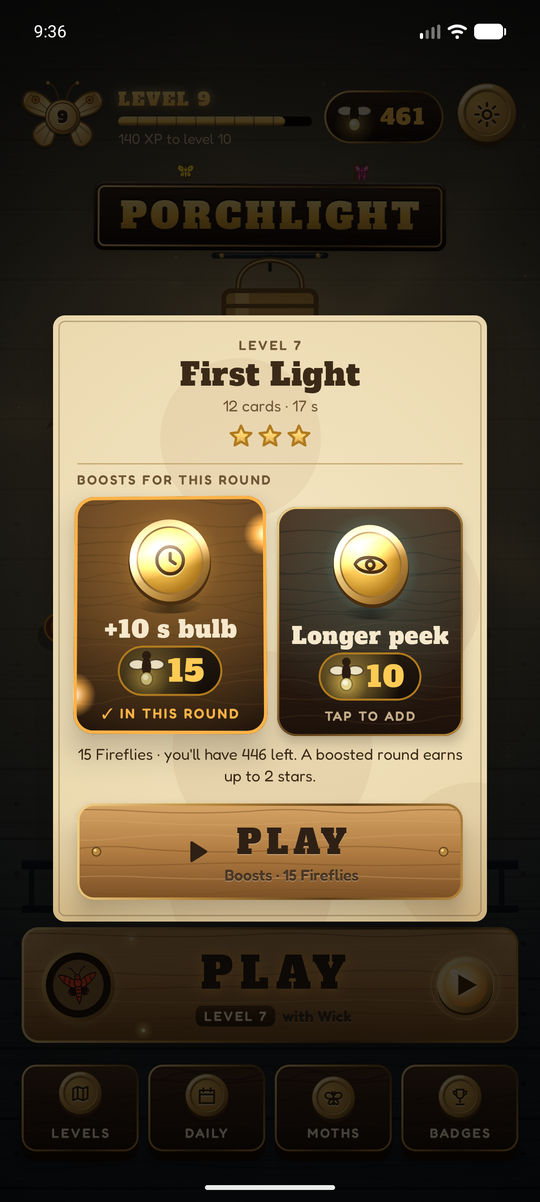 9:36
LEVEL 9
9
140 XP to level 10
461
PORCHLIGHT
LEVEL 7
First Light
12 cards · 17 s
BOOSTS FOR THIS ROUND
+10 s bulb
15
✓ IN THIS ROUND
Longer peek
10
TAP TO ADD
15 Fireflies · you'll have 446 left. A boosted round earns
up to 2 stars.
PLAY
Boosts · 15 Fireflies
PLAY
LEVEL 7 with Wick
LEVELS
DAILY
MOTHS
BADGES